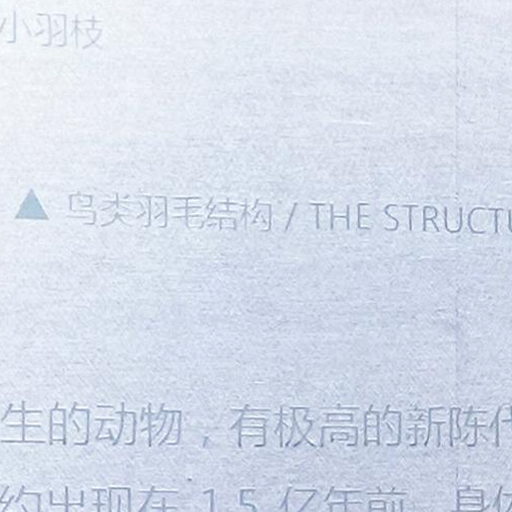 小羽枝
▲ 鸟类羽毛结构 / THE STRUCTU
生的动物，有极高的新陈代
约出现在 1.5 亿年前，身体